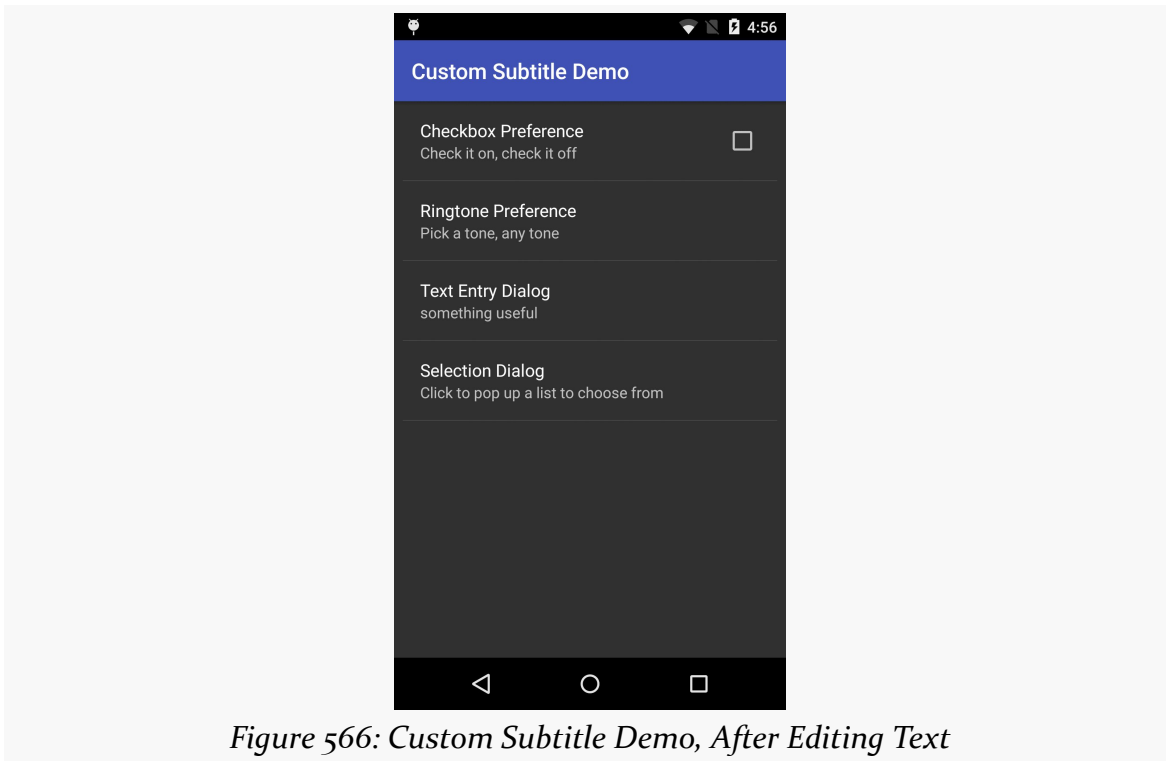 4:56
Custom Subtitle Demo
Checkbox Preference
Check it on, check it off
Ringtone Preference
Pick a tone, any tone
Text Entry Dialog
something useful
Selection Dialog
Click to pop up a list to choose from
Figure 566: Custom Subtitle Demo, After Editing Text